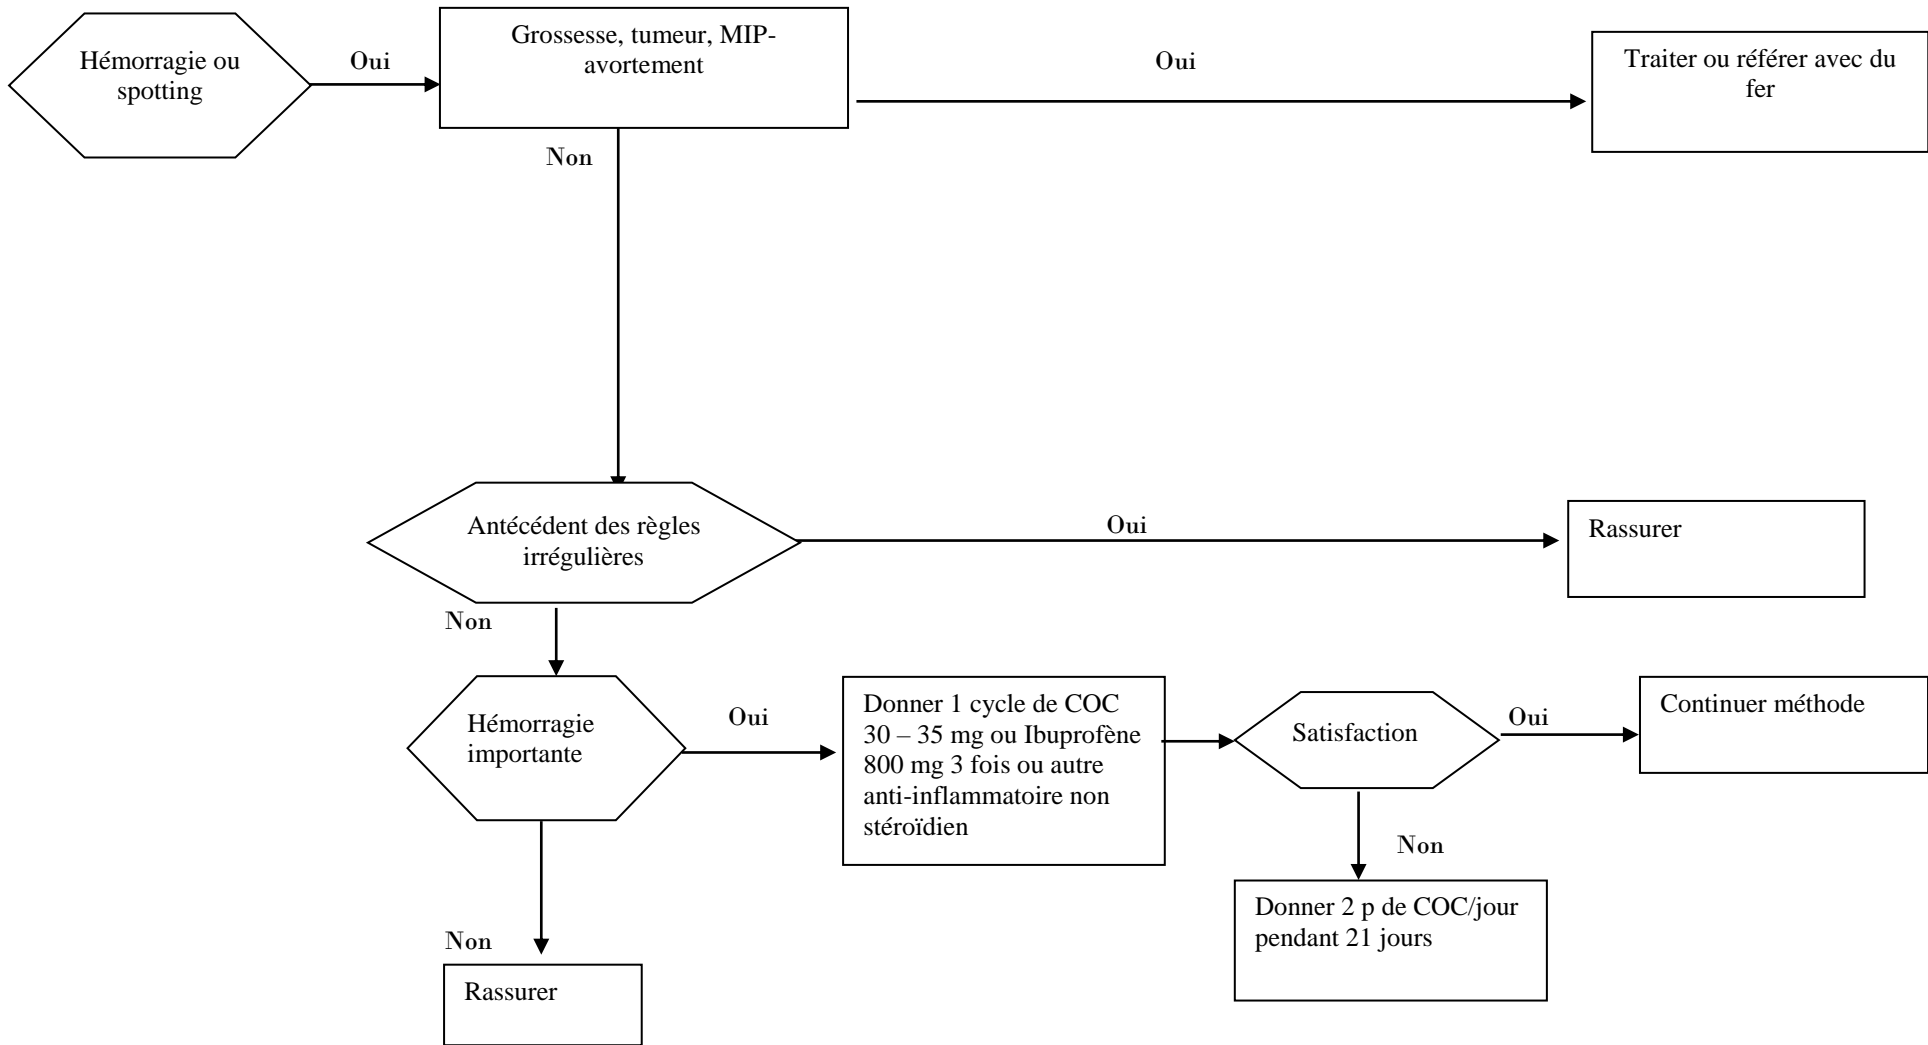 Hémorragie ou
spotting
Oui
Grossesse, tumeur, MIP-
avortement
Oui
Traiter ou référer avec du
fer
Non
Antécédent des règles
irrégulières
Oui
Rassurer
Non
Hémorragie
importante
Oui
Donner 1 cycle de COC
30 – 35 mg ou Ibuprofène
800 mg 3 fois ou autre
anti-inflammatoire non
stéroïdien
Satisfaction
Oui
Continuer méthode
Non
Donner 2 p de COC/jour
pendant 21 jours
Non
Rassurer